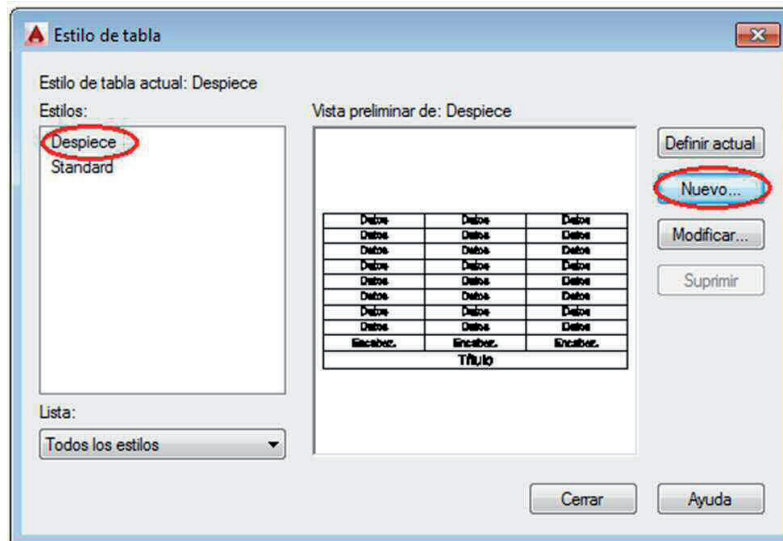 Estilo de tabla
Estilo de tabla actual: Despiece
Estilos:
Despiece
Standard
Lista:
Todos los estilos
Vista preliminar de: Despiece
Datos Datos Datos
Datos Datos Datos
Datos Datos Datos
Datos Datos Datos
Datos Datos Datos
Datos Datos Datos
Datos Datos Datos
Datos Datos Datos
Encabez. Encabez. Encabez.
Título
Definir actual
Nuevo...
Modificar...
Suprimir
Cerrar
Ayuda